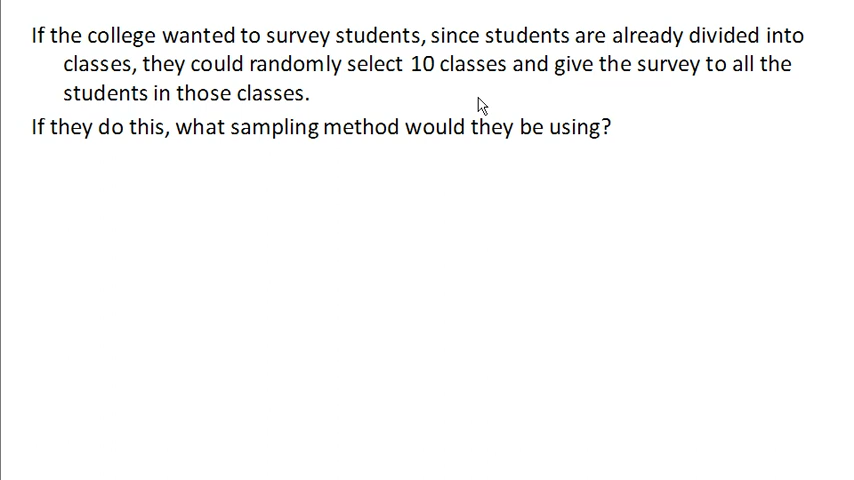 If the college wanted to survey students, since students are already divided into
classes, they could randomly select 10 classes and give the survey to all the
students in those classes.
If they do this, what sampling method would they be using?